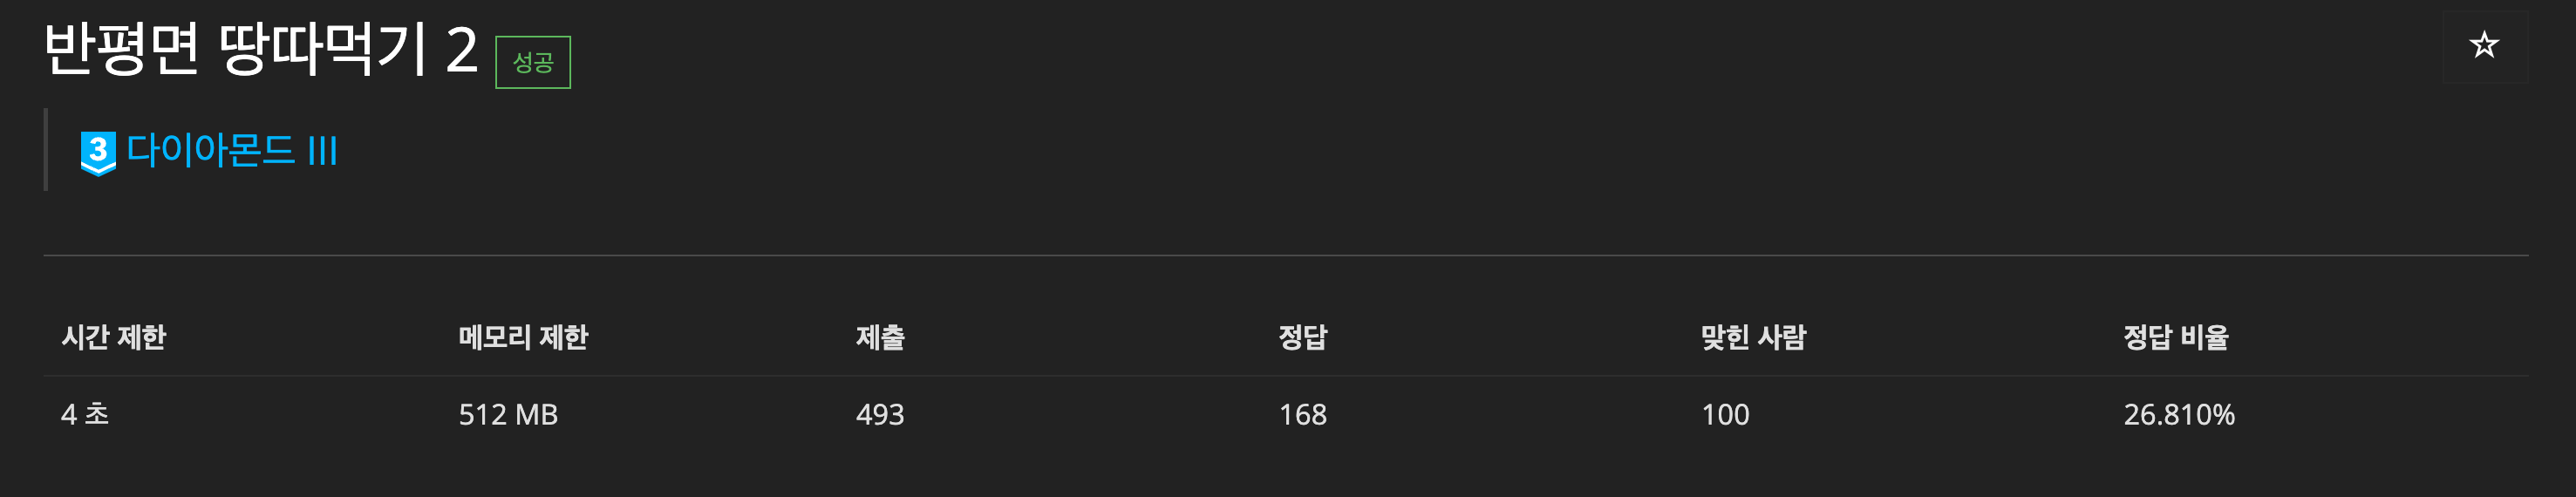 반평면 땅따먹기 2 성공
3 다이아몬드 III
시간 제한 메모리 제한 제출 정답 맞힌 사람 정답 비율
4 초 512 MB 493 168 100 26.810%